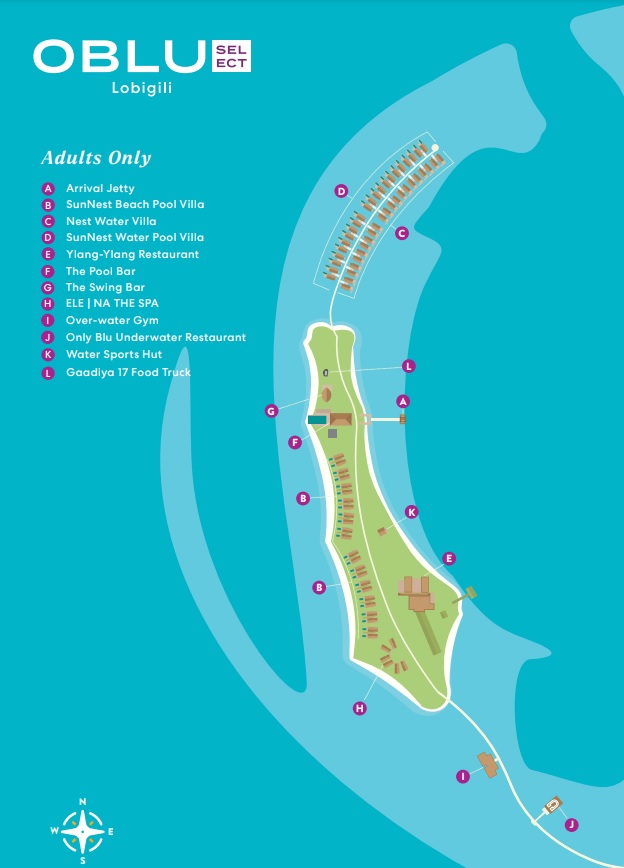 OBLU SEL
ECT
Lobigili
Adults Only
A Arrival Jetty
B SunNest Beach Pool Villa
C Nest Water Villa
D SunNest Water Pool Villa
E Ylang-Ylang Restaurant
F The Pool Bar
G The Swing Bar
H ELE | NA THE SPA
I Over-water Gym
J Only Blu Underwater Restaurant
K Water Sports Hut
L Gaadiya 17 Food Truck
D
C
L
A
G
F
B
K
E
B
H
I
J
N
W E
S